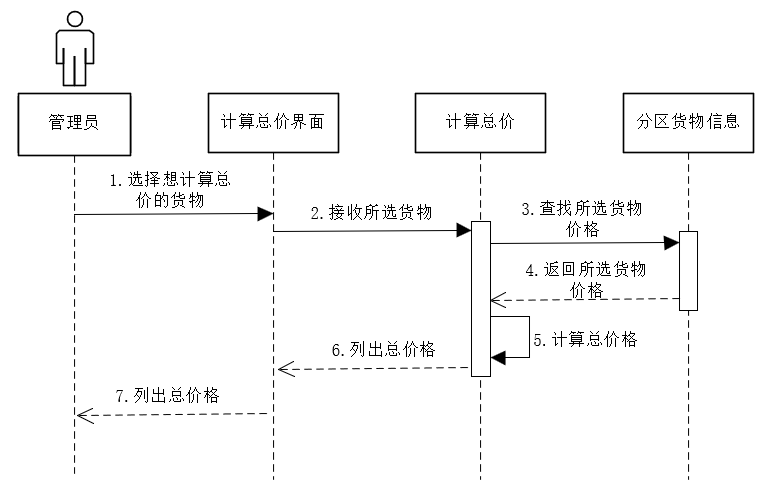 管理员
计算总价界面
计算总价
分区货物信息
1.选择想计算总
价的货物
2.接收所选货物
3.查找所选货物
价格
4.返回所选货物
价格
5.计算总价格
6.列出总价格
7.列出总价格